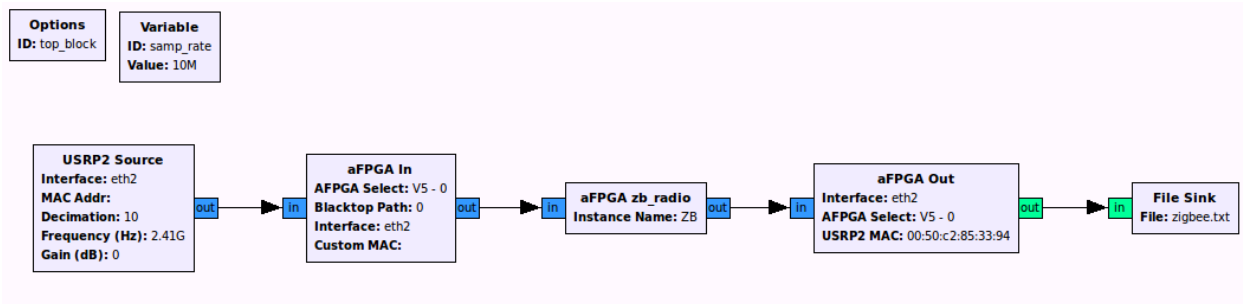 Options
ID: top_block
Variable
ID: samp_rate
Value: 10M
USRP2 Source
Interface: eth2
MAC Addr:
Decimation: 10
Frequency (Hz): 2.41G
Gain (dB): 0
out
in
aFPGA In
AFPGA Select: V5 - 0
Blacktop Path: 0
Interface: eth2
Custom MAC:
out
in
aFPGA zb_radio
Instance Name: ZB
out
in
aFPGA Out
Interface: eth2
AFPGA Select: V5 - 0
USRP2 MAC: 00:50:c2:85:33:94
out
in
File Sink
File: zigbee.txt